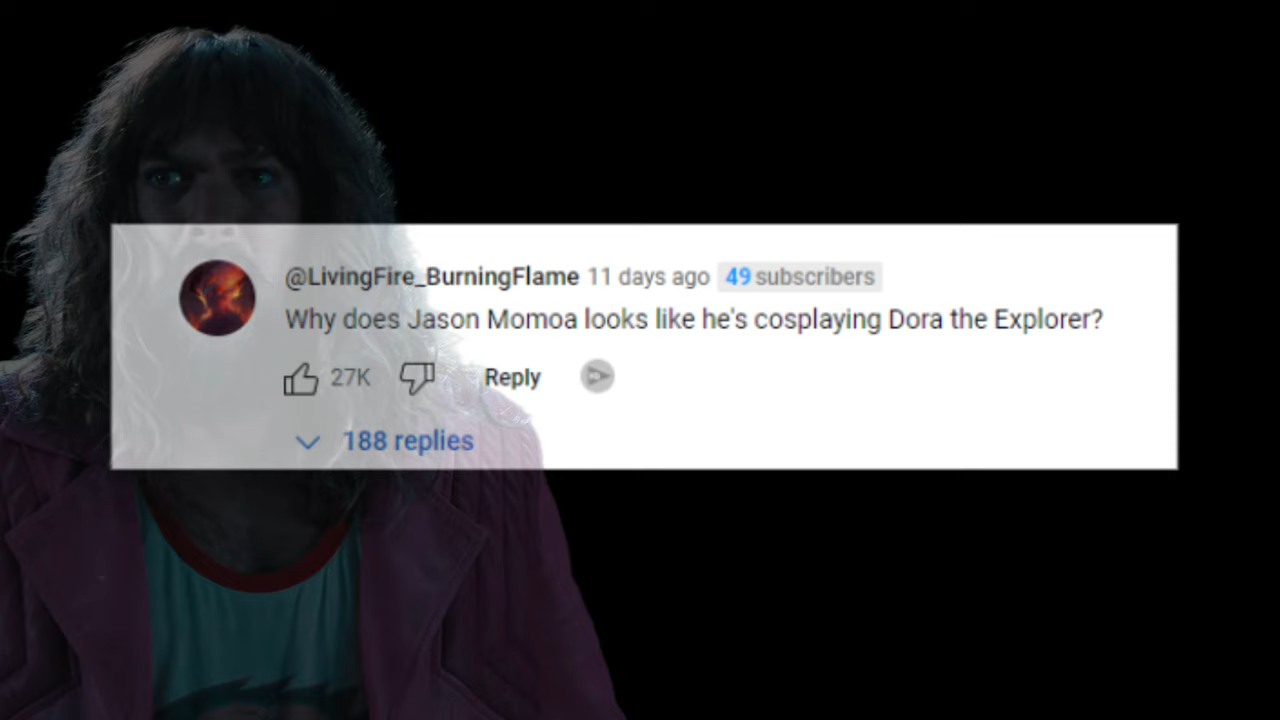 @LivingFire_BurningFlame 11 days ago 49 subscribers
Why does Jason Momoa looks like he's cosplaying Dora the Explorer?
27K Reply
188 replies